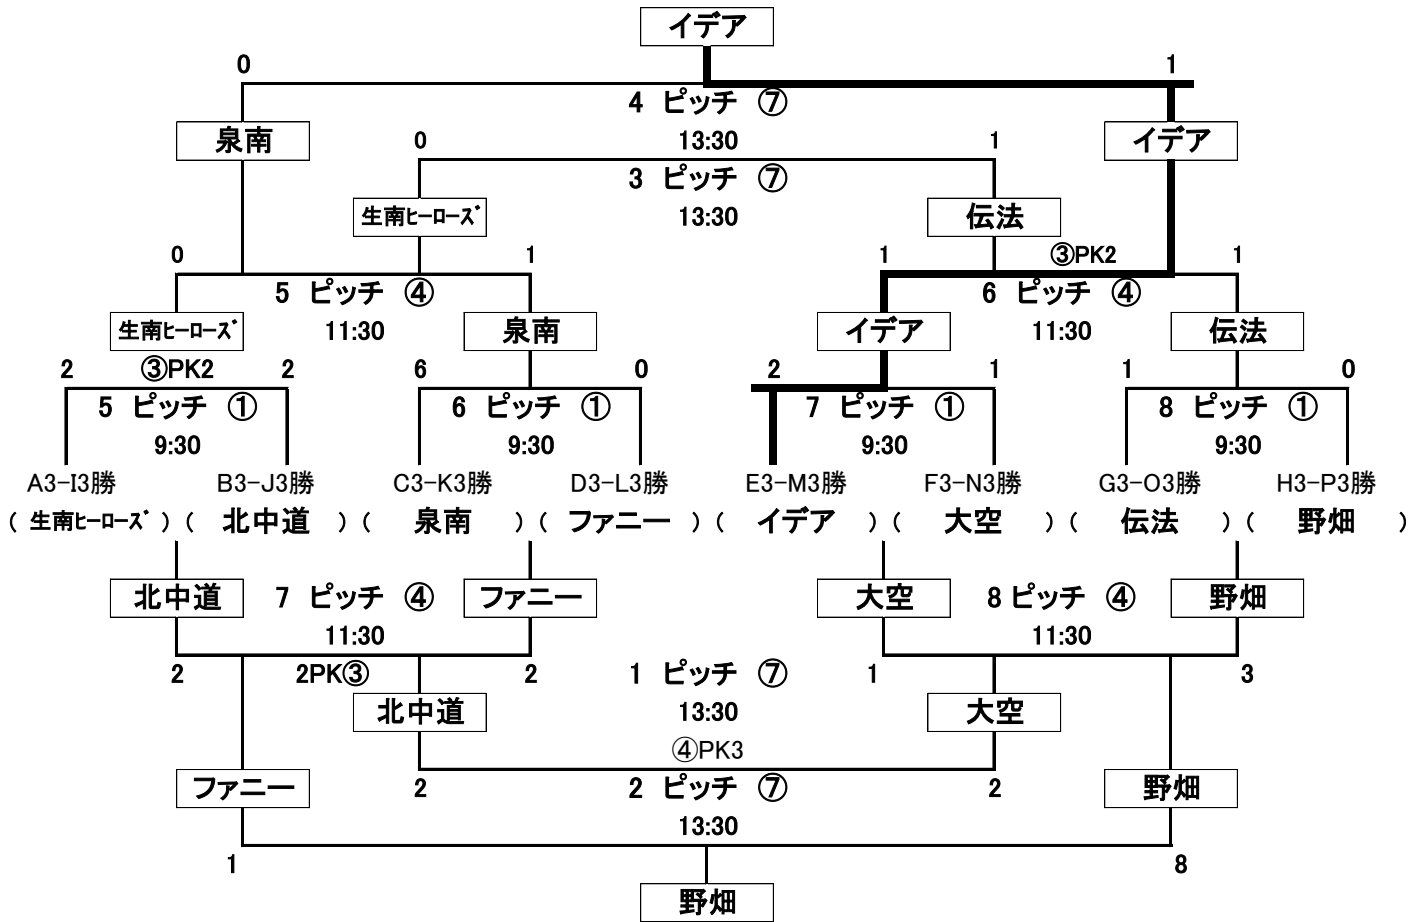 イデア
0 1
4 ピッチ ⑦
泉南 0 13:30 1 イデア
3 ピッチ ⑦
生南ヒーローズ 13:30 伝法
0 1 1 ③PK2 1
5 ピッチ ④ 6 ピッチ ④
生南ヒーローズ 11:30 泉南 イデア 11:30 伝法
2 ③PK2 2 6 0 2 1 1 0
5 ピッチ ① 6 ピッチ ① 7 ピッチ ① 8 ピッチ ①
9:30 9:30 9:30 9:30
A3-I3勝 B3-J3勝 C3-K3勝 D3-L3勝 E3-M3勝 F3-N3勝 G3-O3勝 H3-P3勝
( 生南ヒーローズ ) ( 北中道 ) ( 泉南 ) ( ファニー ) ( イデア ) ( 大空 ) ( 伝法 ) ( 野畑 )
北中道 7 ピッチ ④ ファニー 大空 8 ピッチ ④ 野畑
11:30 11:30
2 2PK③ 2 1 ピッチ ⑦ 1 3
北中道 13:30 大空
④PK3
ファニー 2 2 ピッチ ⑦ 2 野畑
13:30
1 8
野畑